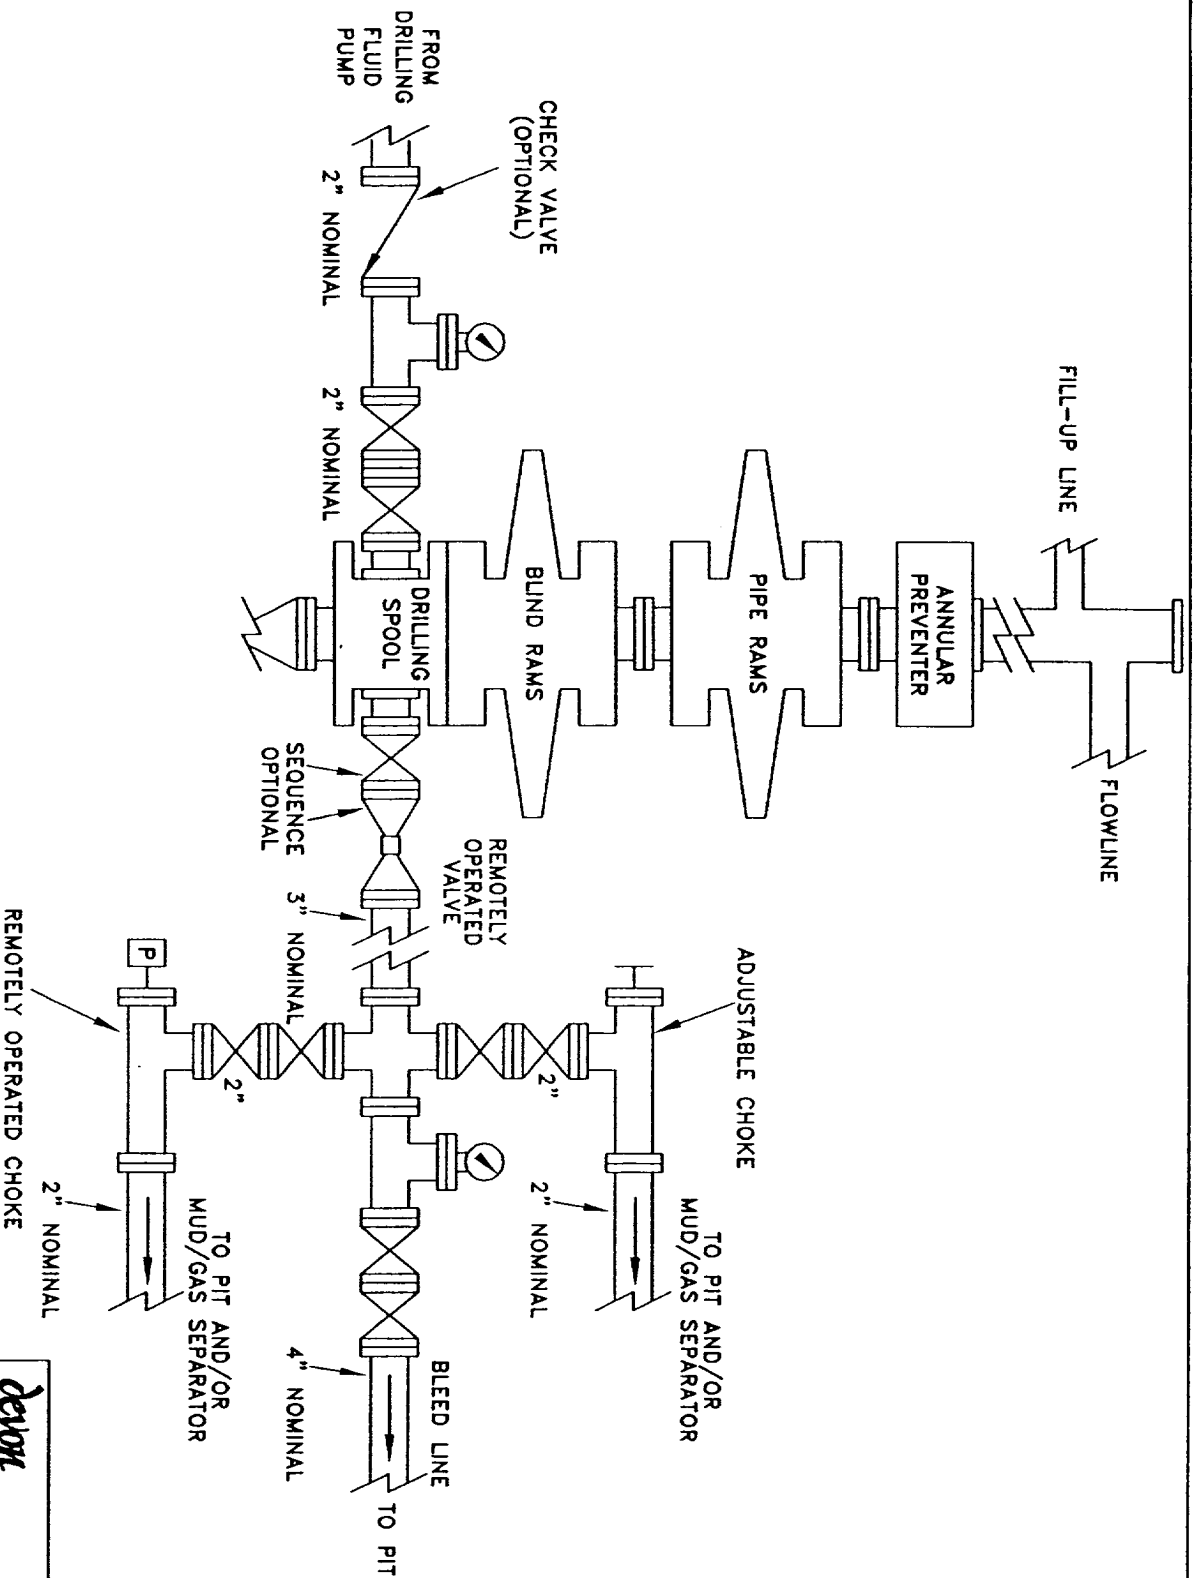 FILL-UP LINE
FLOWLINE
ANNULAR
PREVENTER
PIPE RAMS
BLIND RAMS
DRILLING
SPOOL
FROM
DRILLING
FLUID
PUMP
CHECK VALVE
(OPTIONAL)
2" NOMINAL
2" NOMINAL
SEQUENCE
OPTIONAL
REMOTELY
OPERATED
VALVE
3" NOMINAL
ADJUSTABLE CHOKE
2"
2" NOMINAL
TO PIT AND/OR
MUD/GAS SEPARATOR
BLEED LINE
4" NOMINAL
TO PIT
P
2"
REMOTELY OPERATED CHOKE
2" NOMINAL
TO PIT AND/OR
MUD/GAS SEPARATOR
devon